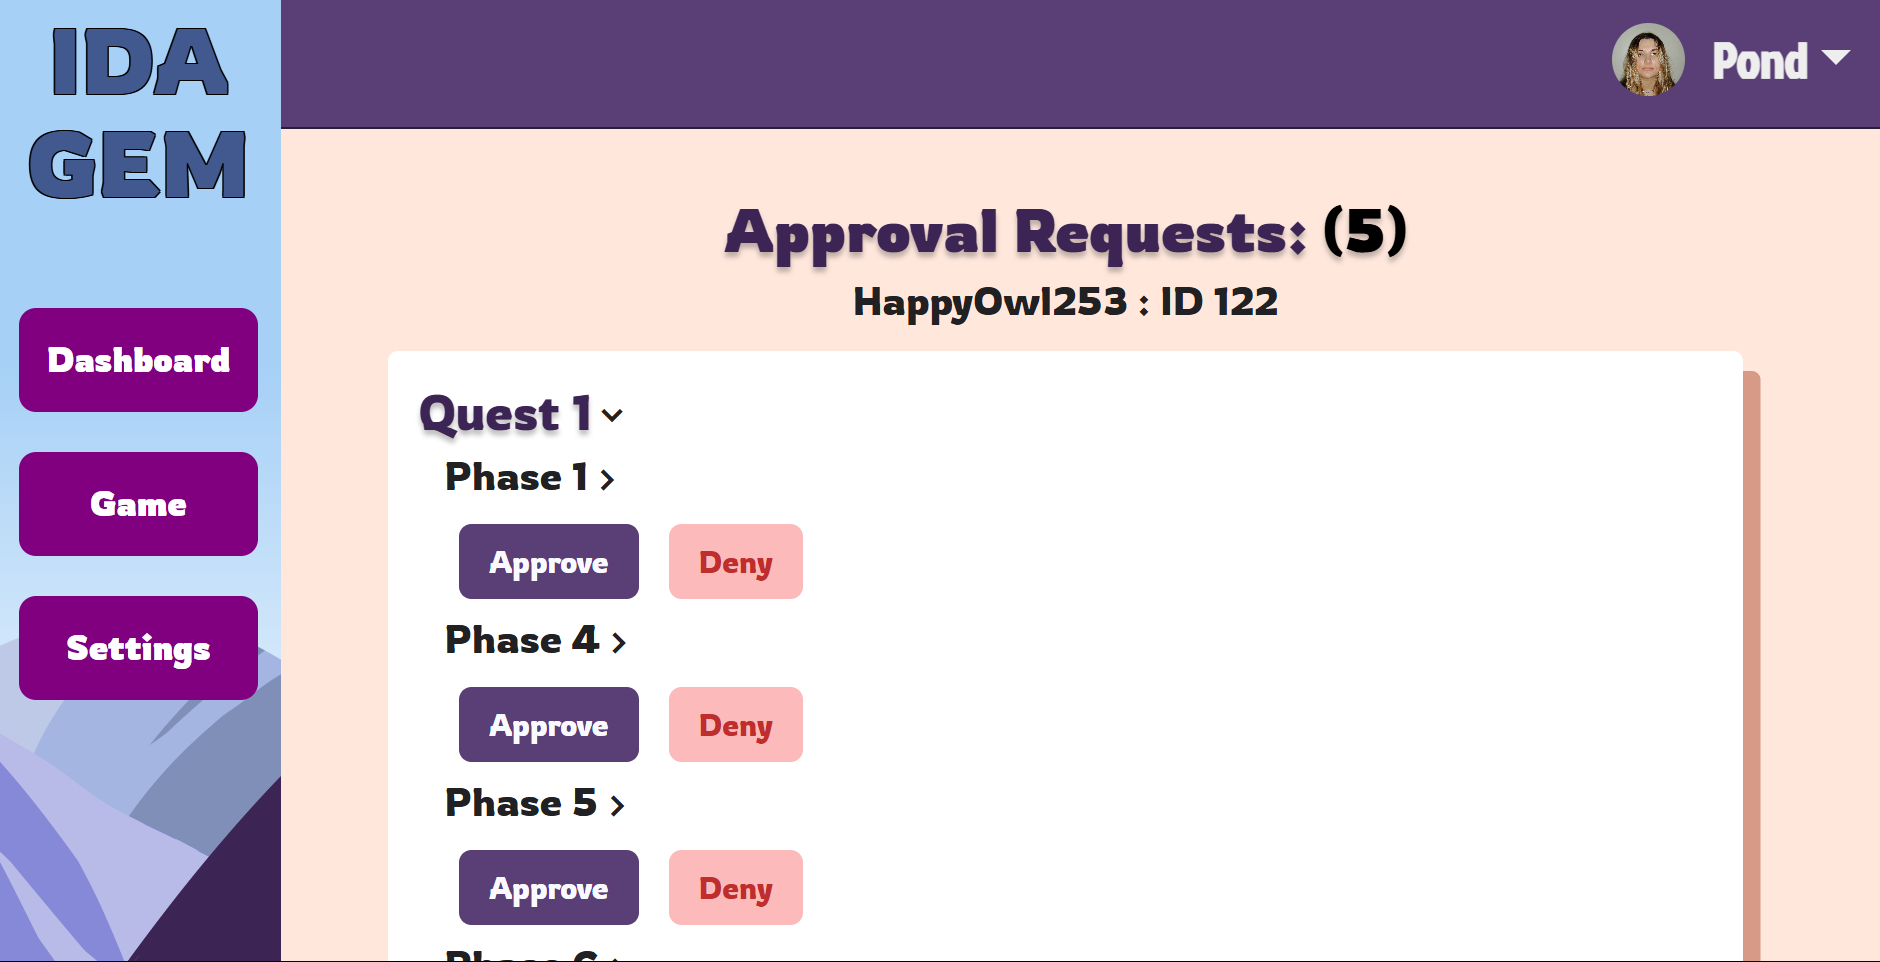 IDA
GEM
Pond
Approval Requests: (5)
HappyOwl253 : ID 122
Dashboard
Game
Settings
Quest 1
Phase 1
Approve Deny
Phase 4
Approve Deny
Phase 5
Approve Deny